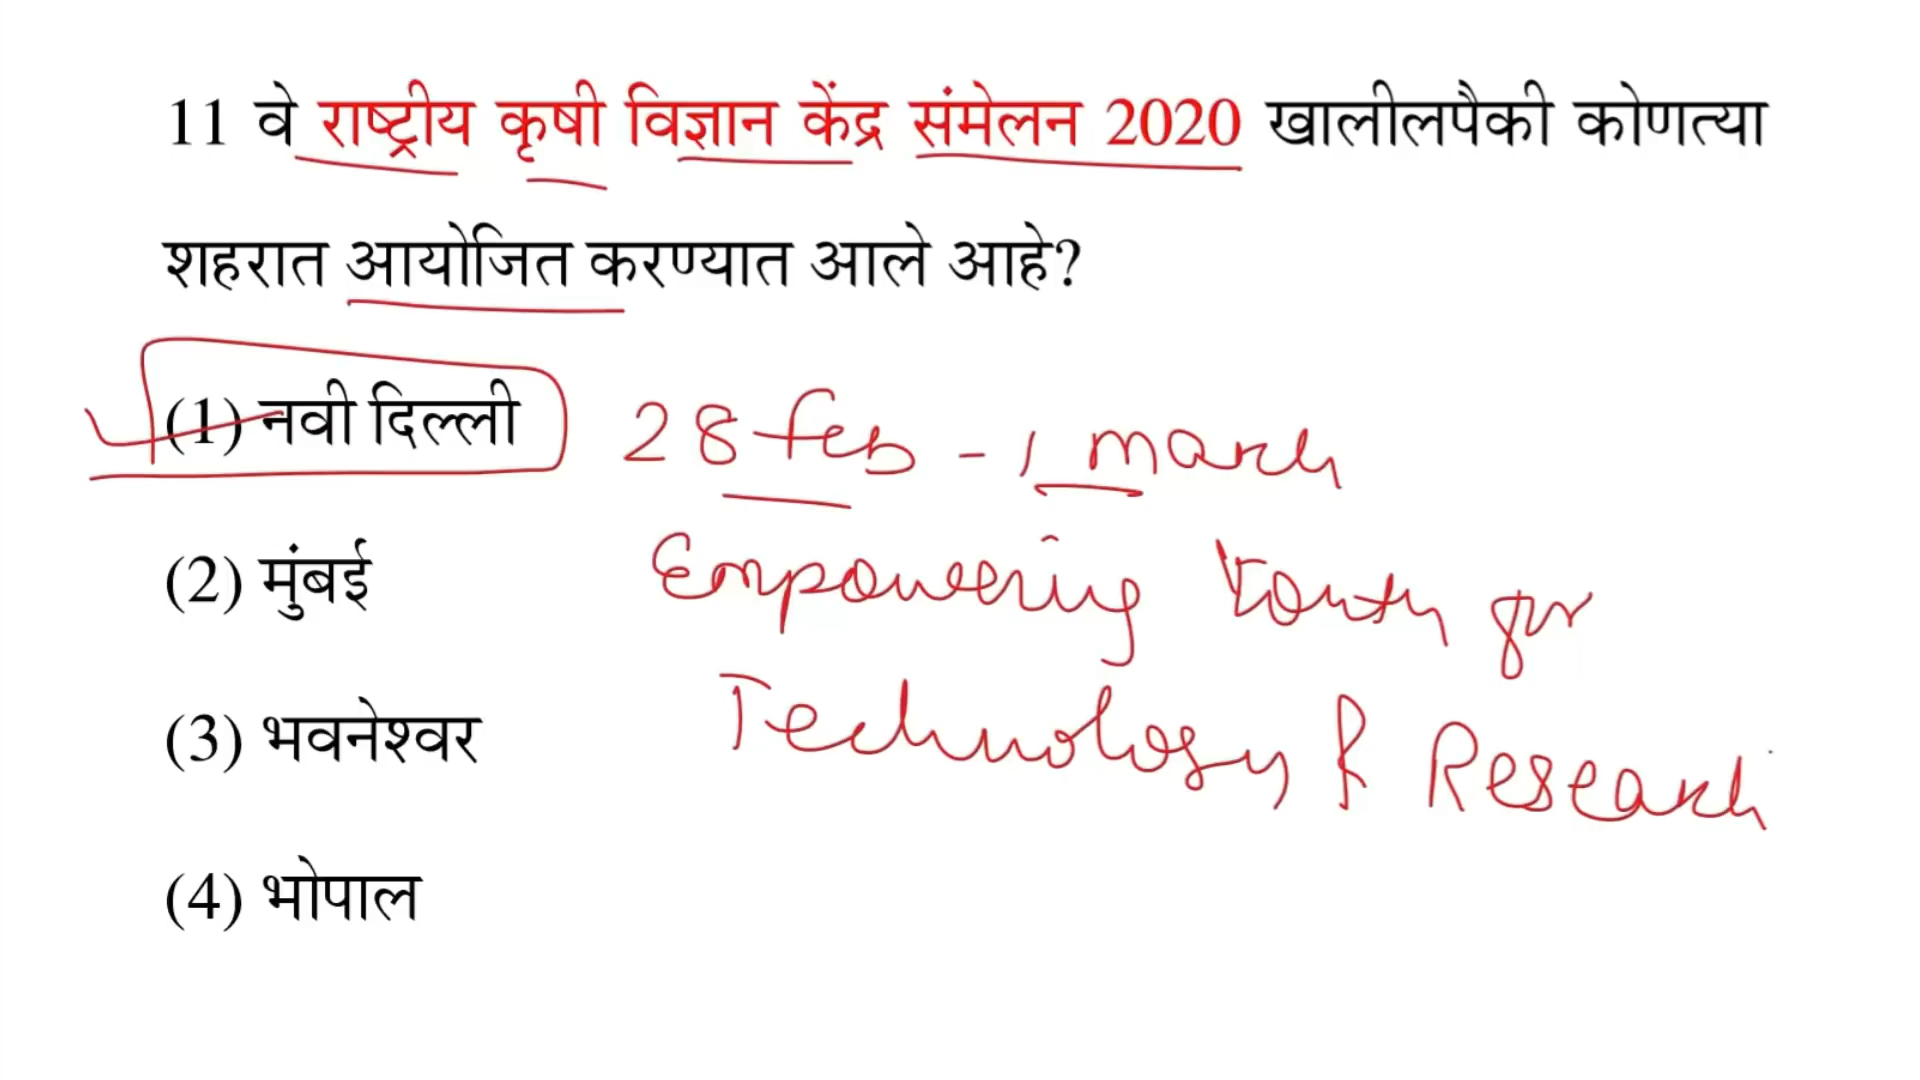 11 वे राष्ट्रीय कृषी विज्ञान केंद्र संमेलन 2020 खालीलपैकी कोणत्या
शहरात आयोजित करण्यात आले आहे?
(1) नवी दिल्ली 28 feb - 1 march
(2) मुंबई Empowering Youth for
(3) भवनेश्वर Technology & Research
(4) भोपाल